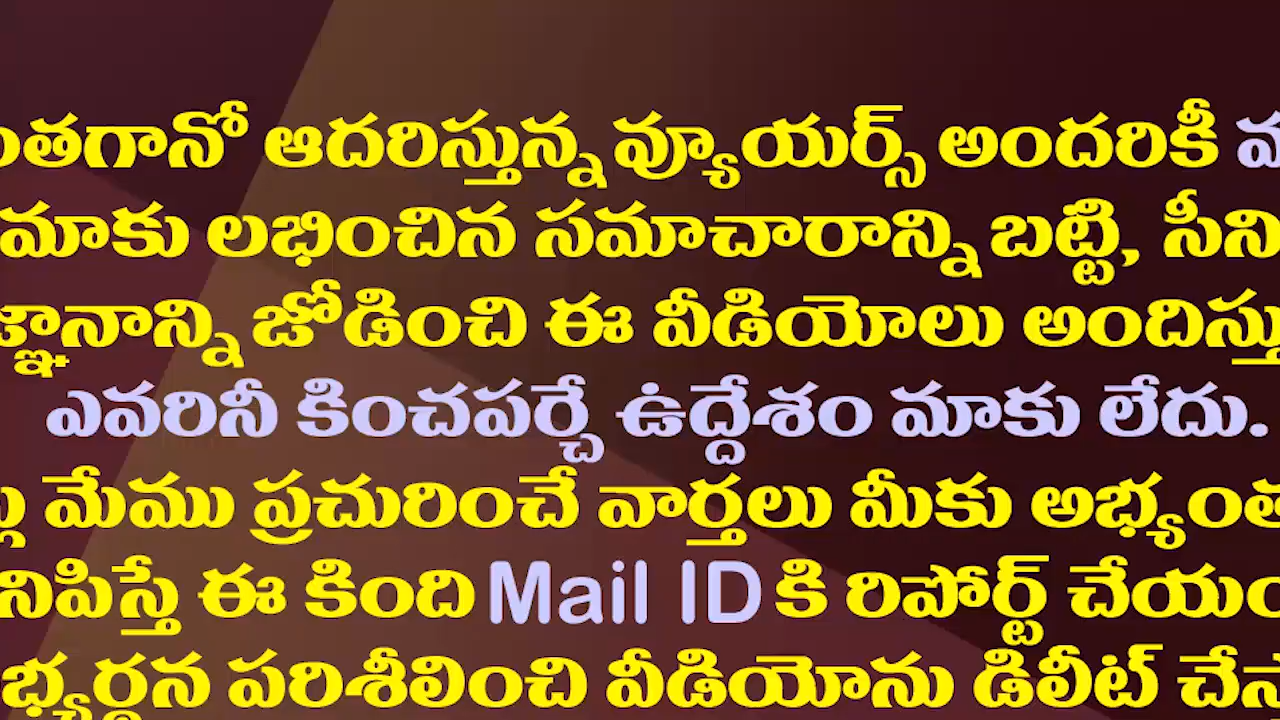 ంతగానో ఆదరిస్తున్న వ్యూయర్స్ అందరికీ
మాకు లభించిన సమాచారాన్ని బట్టి, సీని
జ్ఞానాన్ని జోడించి ఈ వీడియోలు అందిస్తు
ఎవరినీ కించపర్చే ఉద్దేశం మాకు లేదు.
మేము ప్రచురించే వార్తలు మీకు అభ్యంత
నిపిస్తే ఈ కింది Mail ID కి రిపోర్ట్ చేయం
భ్యర్థన పరిశీలించి వీడియోను డిలీట్ చేస